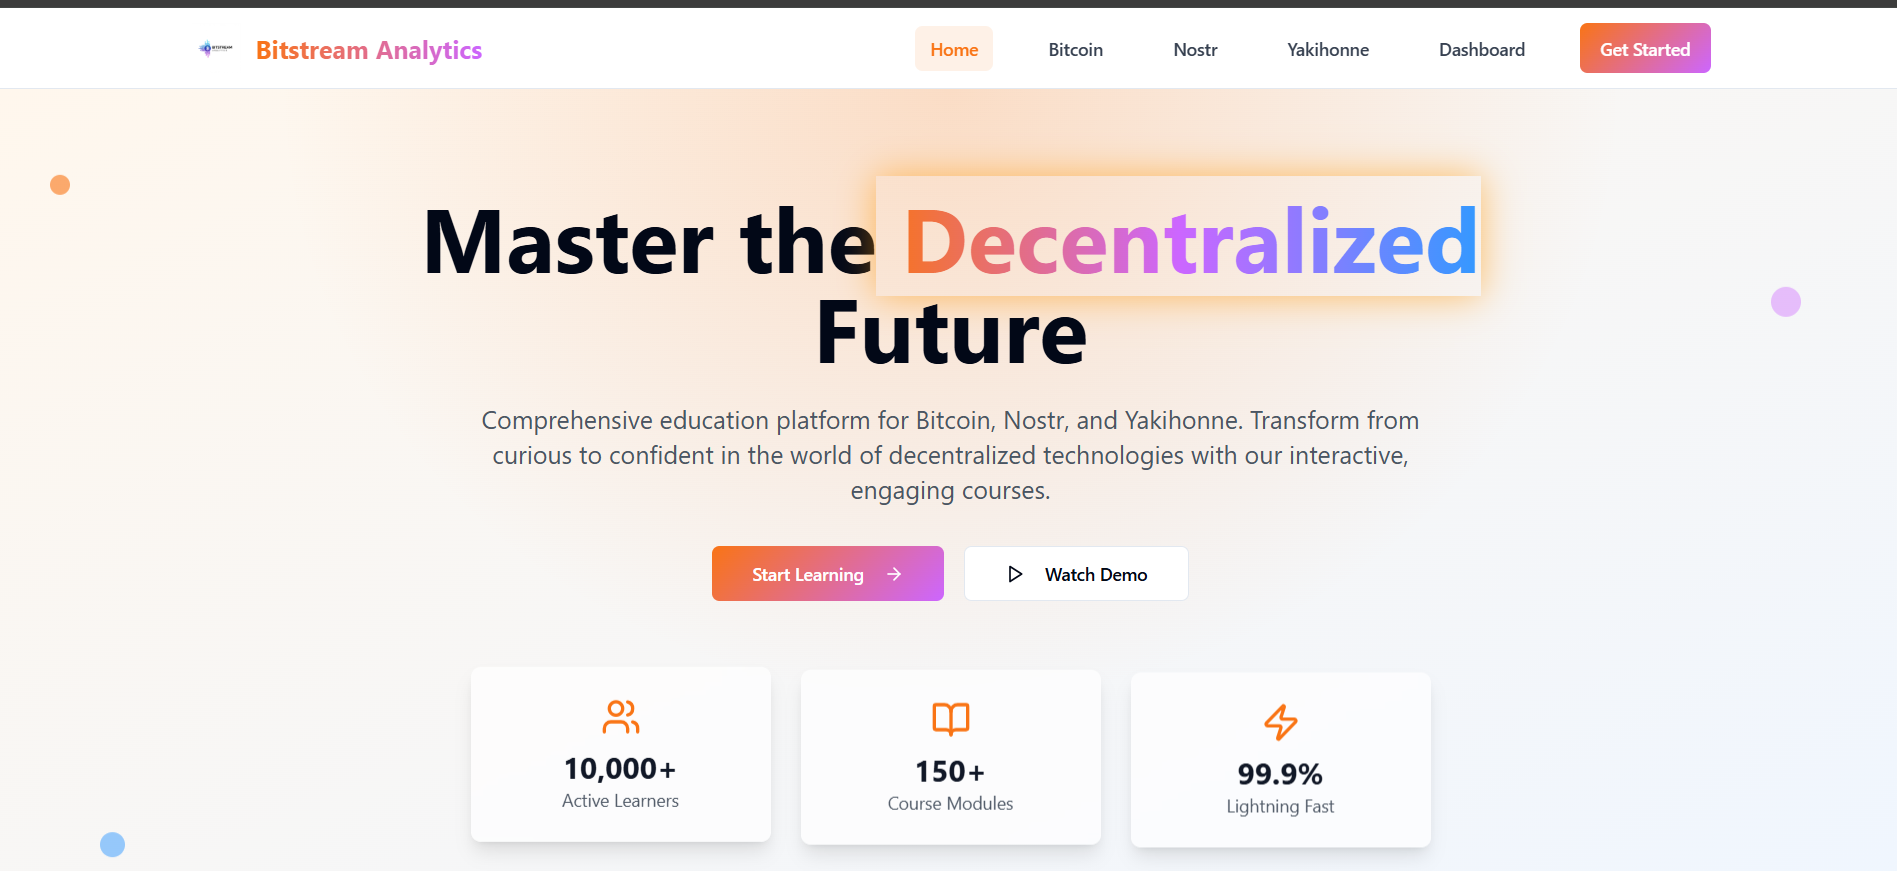 BITSTREAM
Bitstream Analytics
Home
Bitcoin
Nostr
Yakihonne
Dashboard
Get Started
Master the Decentralized
Future
Comprehensive education platform for Bitcoin, Nostr, and Yakihonne. Transform from
curious to confident in the world of decentralized technologies with our interactive,
engaging courses.
Start Learning
Watch Demo
10,000+
Active Learners
150+
Course Modules
99.9%
Lightning Fast